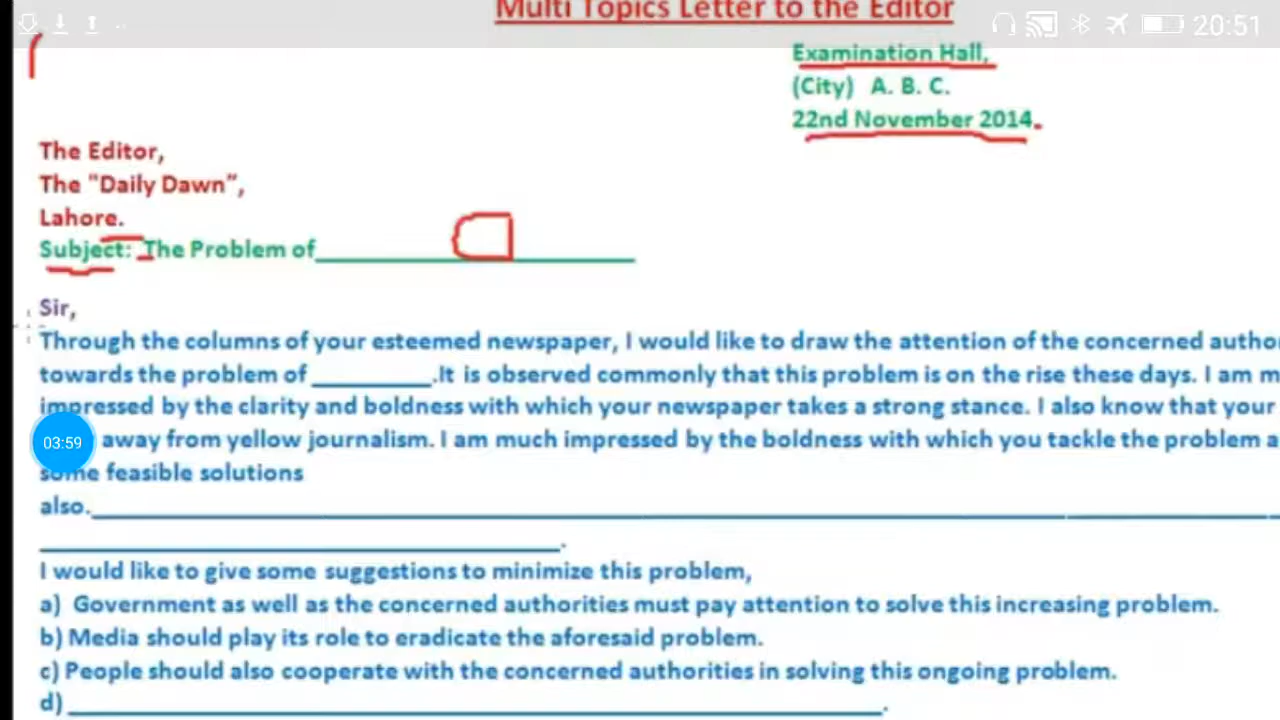 Multi Topics Letter to the Editor
20:51
Examination Hall,
(City) A. B. C.
22nd November 2014.
The Editor,
The "Daily Dawn”,
Lahore.
Subject: The Problem of_______________
Sir,
Through the columns of your esteemed newspaper, I would like to draw the attention of the concerned
towards the problem of ________.It is observed commonly that this problem is on the rise these days. I am
impressed by the clarity and boldness with which your newspaper takes a strong stance. I also know that your
03:59 away from yellow journalism. I am much impressed by the boldness with which you tackle the problem
some feasible solutions
also.______________________________
______________________________.
I would like to give some suggestions to minimize this problem,
a) Government as well as the concerned authorities must pay attention to solve this increasing problem.
b) Media should play its role to eradicate the aforesaid problem.
c) People should also cooperate with the concerned authorities in solving this ongoing problem.
d)______________________________.